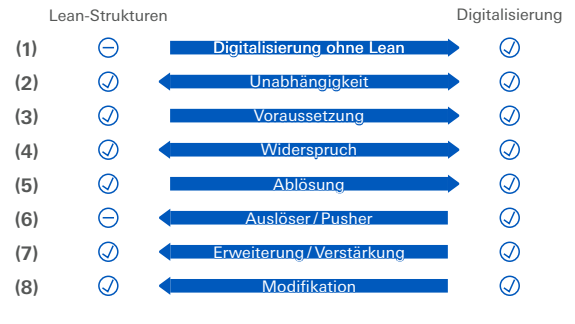 Lean-Strukturen Digitalisierung
(1) Digitalisierung ohne Lean
(2) Unabhängigkeit
(3) Voraussetzung
(4) Widerspruch
(5) Ablösung
(6) Auslöser/Pusher
(7) Erweiterung/Verstärkung
(8) Modifikation